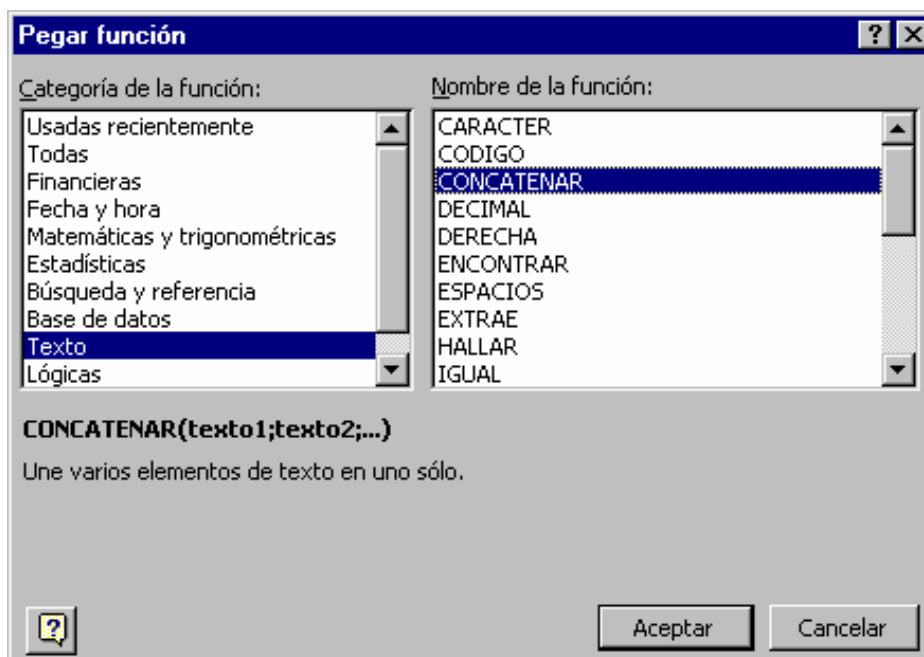 Pegar función
Categoría de la función:
Usadas recientemente
Todas
Financieras
Fecha y hora
Matemáticas y trigonométricas
Estadísticas
Búsqueda y referencia
Base de datos
Texto
Lógicas
Nombre de la función:
CARACTER
CODIGO
CONCATENAR
DECIMAL
DERECHA
ENCONTRAR
ESPACIOS
EXTRAE
HALLAR
IGUAL
CONCATENAR(texto1;texto2;...)
Une varios elementos de texto en uno sólo.
Aceptar
Cancelar